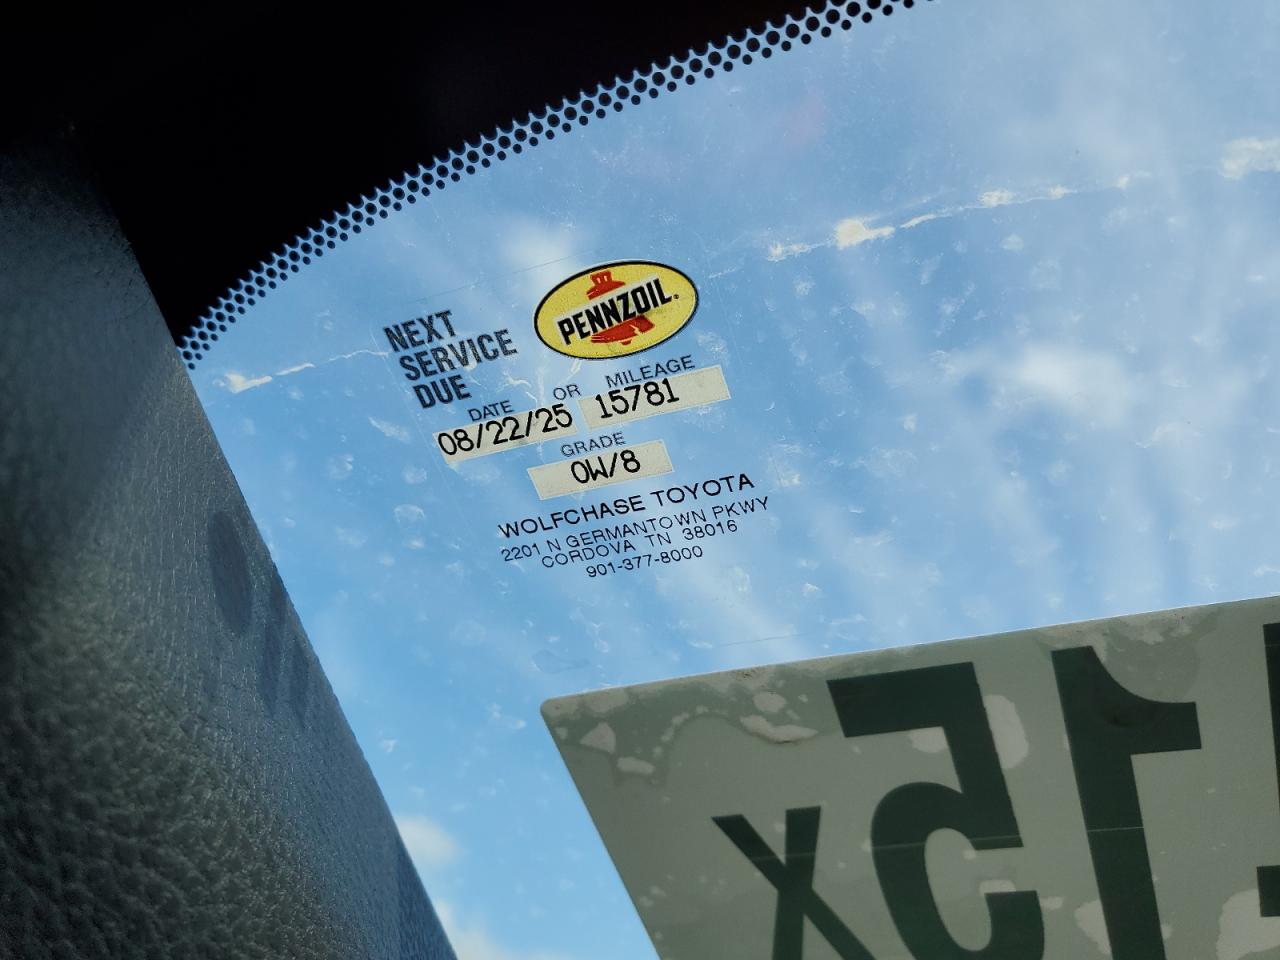 NEXT
SERVICE
DUE
PENNZOIL®
DATE OR MILEAGE
08/22/25 15781
GRADE
0W/8
WOLFCHASE TOYOTA
2201 N GERMANTOWN PKWY
CORDOVA TN 38016
901-377-8000
x51